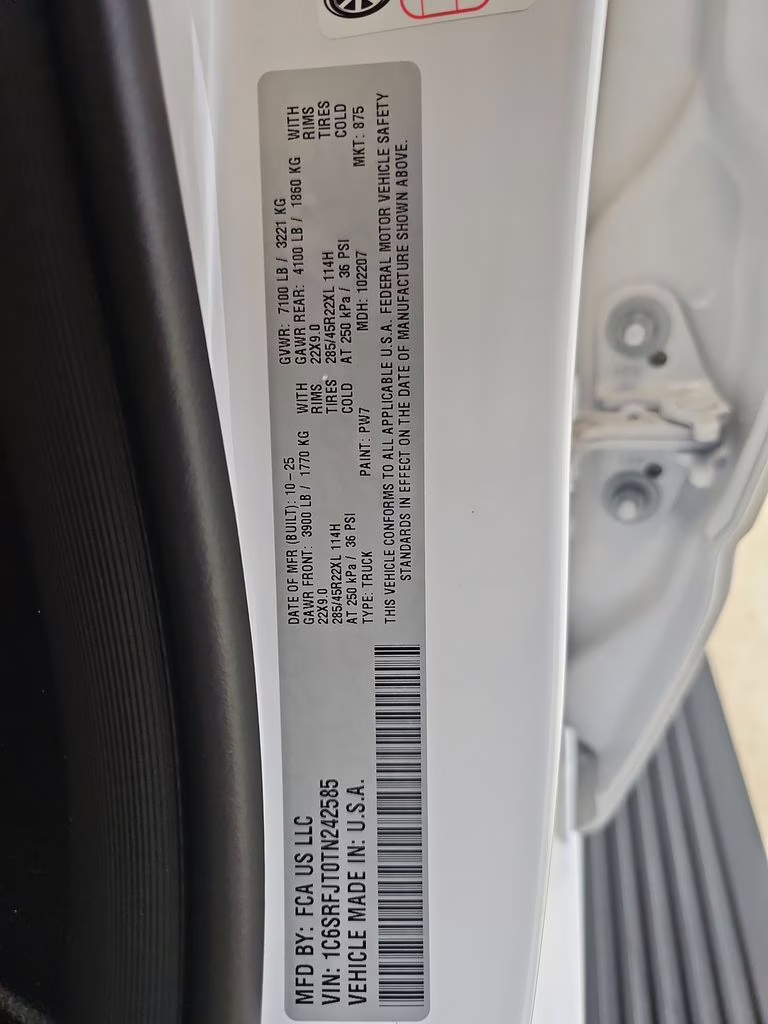 MFD BY: FCA US LLC
VIN: 1C6SRFJT0TN242585
VEHICLE MADE IN: U.S.A.
DATE OF MFR (BUILT): 10-25 GVWR: 7100 LB / 3221 KG
GAWR FRONT: 3900 LB / 1770 KG WITH GAWR REAR: 4100 LB / 1860 KG WITH
22X9.0 RIMS 22X9.0 RIMS
285/45R22XL 114H TIRES 285/45R22XL 114H TIRES
AT 250 kPa / 36 PSI COLD AT 250 kPa / 36 PSI COLD
TYPE: TRUCK PAINT: PW7 MDH: 102207 MKT: 875
THIS VEHICLE CONFORMS TO ALL APPLICABLE U.S.A. FEDERAL MOTOR VEHICLE SAFETY
STANDARDS IN EFFECT ON THE DATE OF MANUFACTURE SHOWN ABOVE.